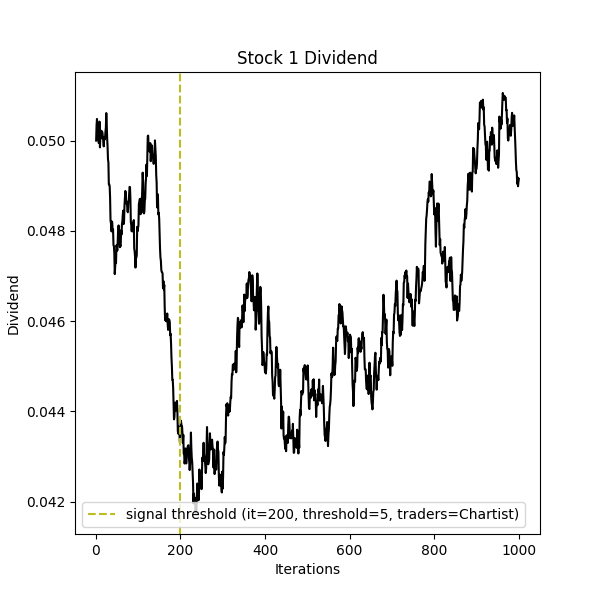 Stock 1 Dividend
Dividend
0.050
0.048
0.046
0.044
0.042
signal threshold (it=200, threshold=5, traders=Chartist)
0 200 400 600 800 1000
Iterations